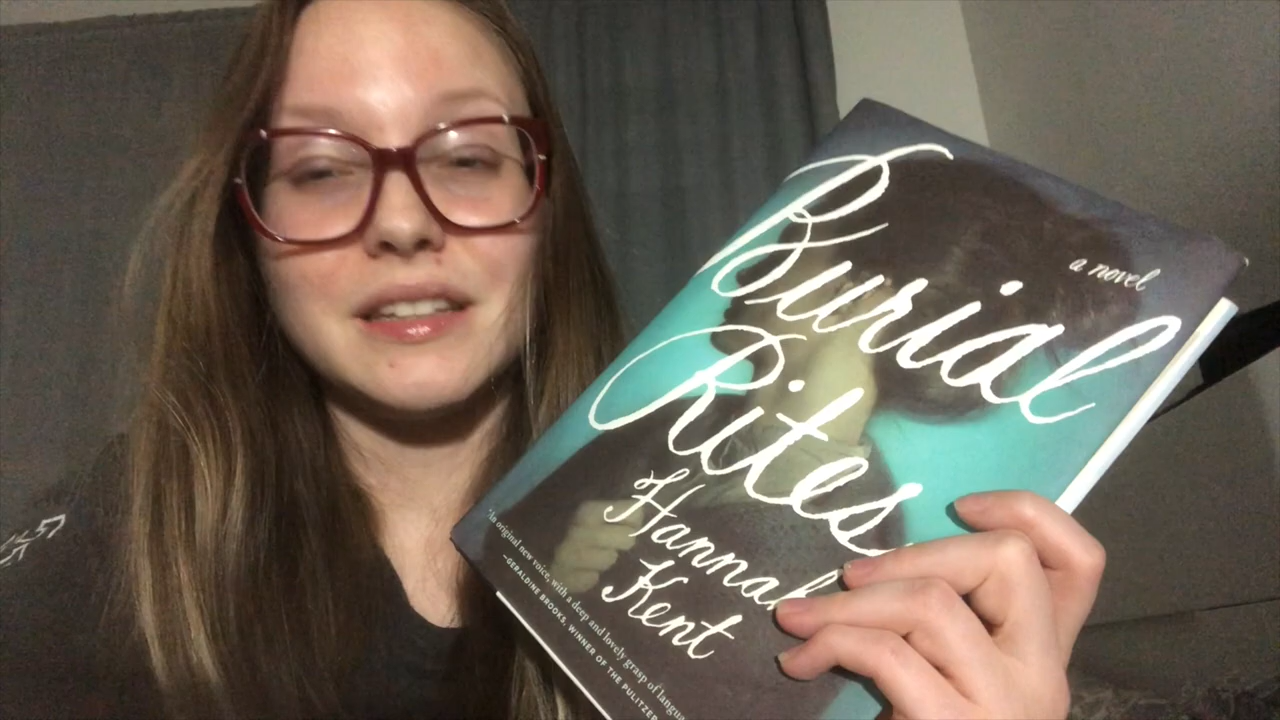 Burial
a novel
Rites
Hannah
Kent
"An original new voice, with a deep and lovely grasp of
—GERALDINE BROOKS, WINNER OF THE PULITZER